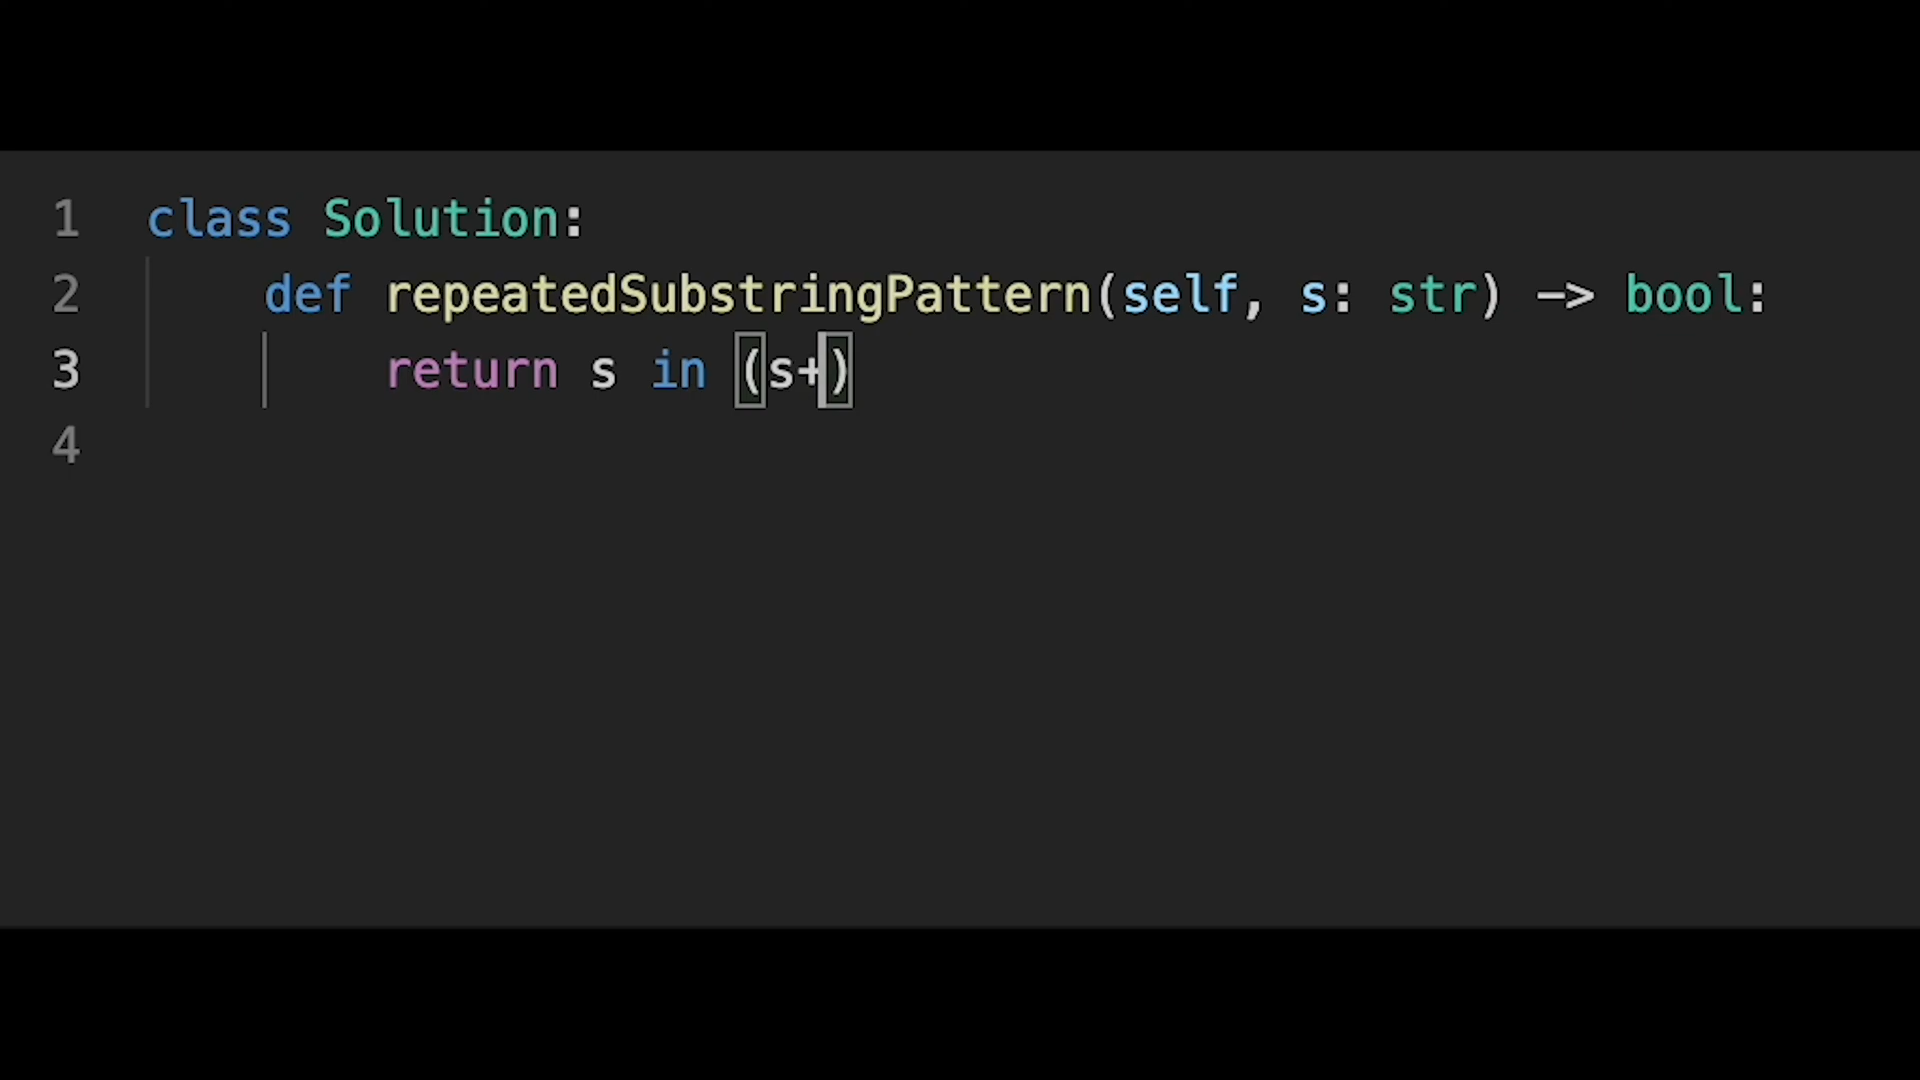 1 class Solution:
2 def repeatedSubstringPattern(self, s: str) -> bool:
3 return s in (s+)
4